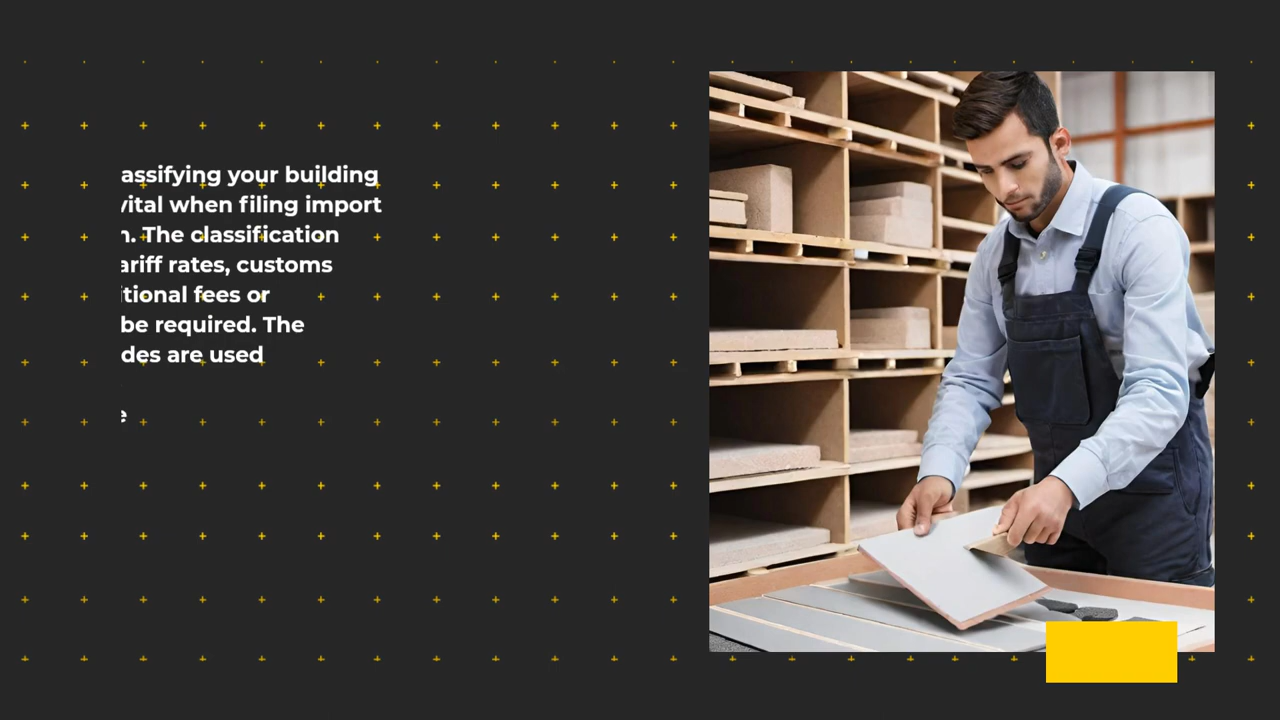 assifying your building
vital when filing import
n. The classification
ariff rates, customs
itional fees or
be required. The
des are used
e